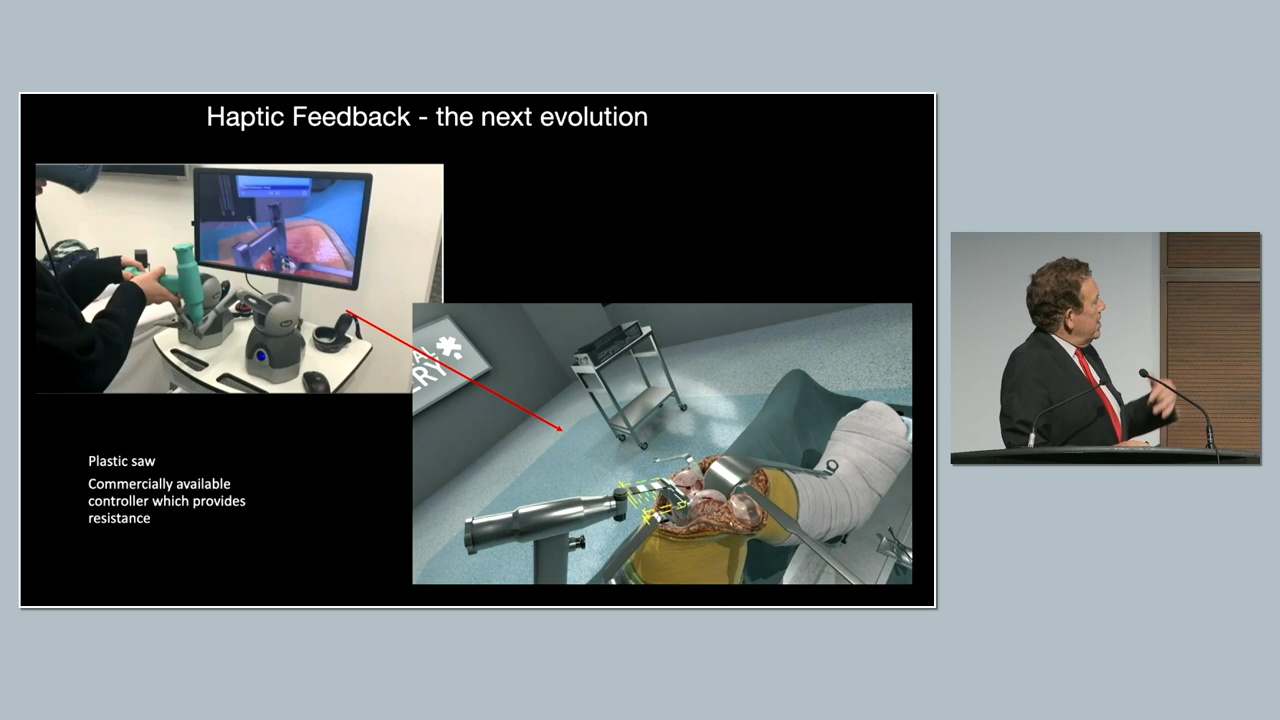 Haptic Feedback - the next evolution
Plastic saw
Commercially available
controller which provides
resistance